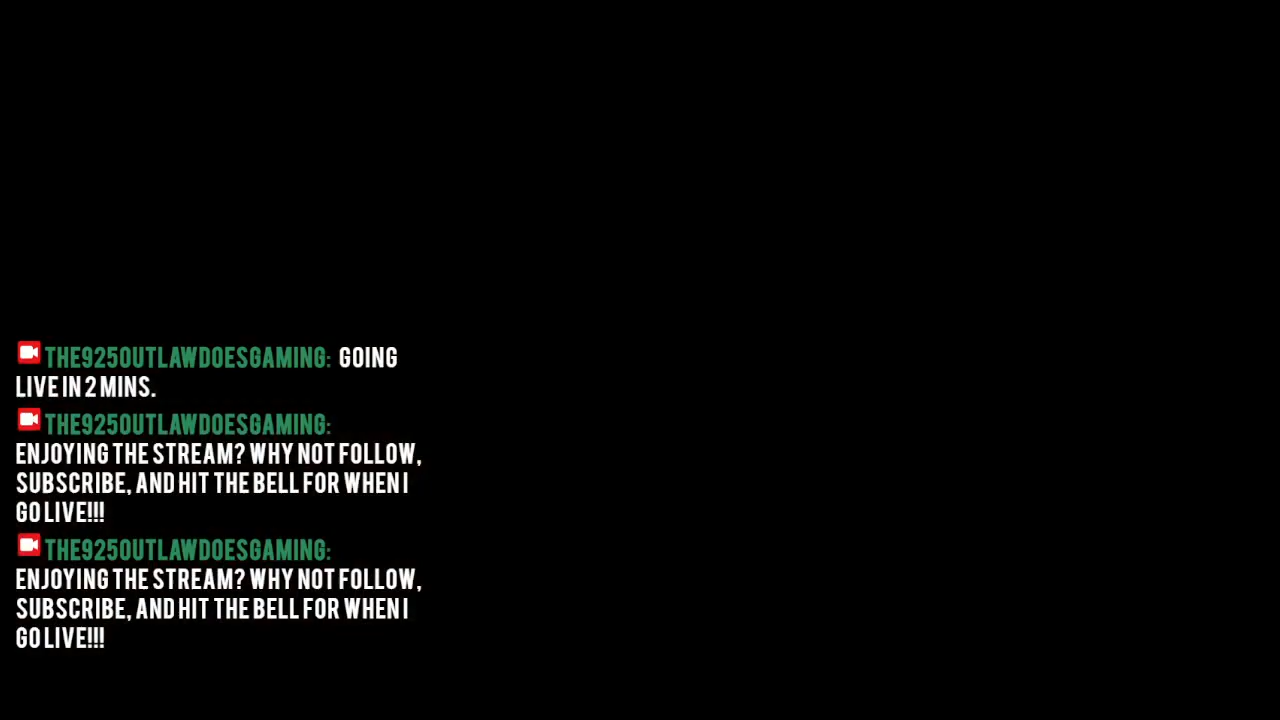 THE925OUTLAWDOESGAMING: GOING
LIVE IN 2 MINS.
THE925OUTLAWDOESGAMING:
ENJOYING THE STREAM? WHY NOT FOLLOW,
SUBSCRIBE, AND HIT THE BELL FOR WHEN I
GO LIVE!!!
THE925OUTLAWDOESGAMING:
ENJOYING THE STREAM? WHY NOT FOLLOW,
SUBSCRIBE, AND HIT THE BELL FOR WHEN I
GO LIVE!!!